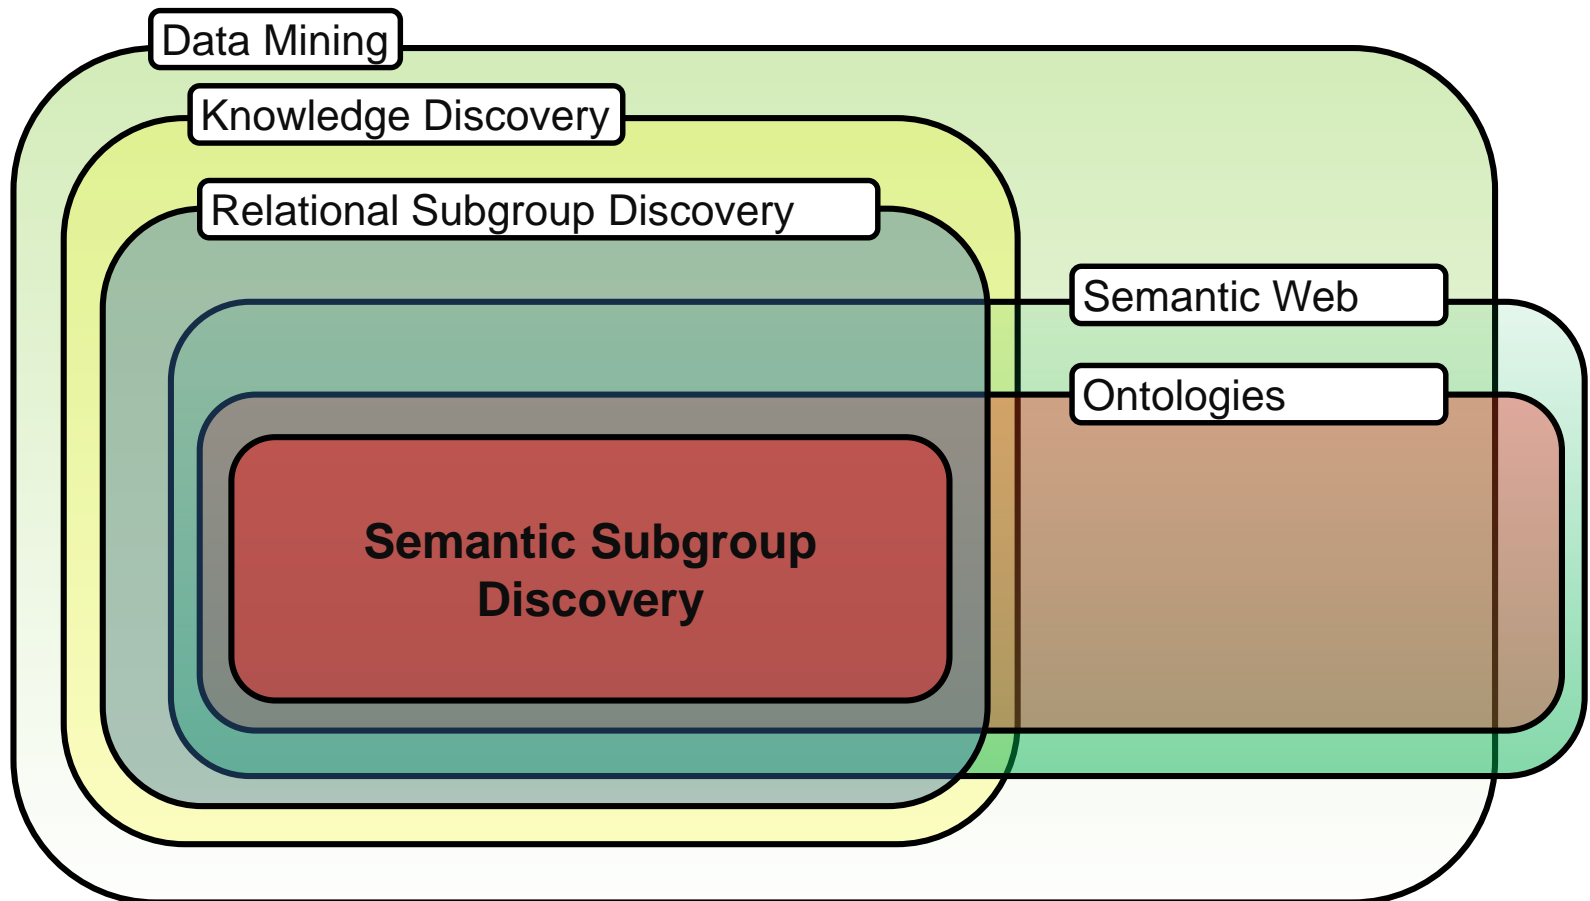 Data Mining
Knowledge Discovery
Relational Subgroup Discovery
Semantic Web
Ontologies
Semantic Subgroup
Discovery